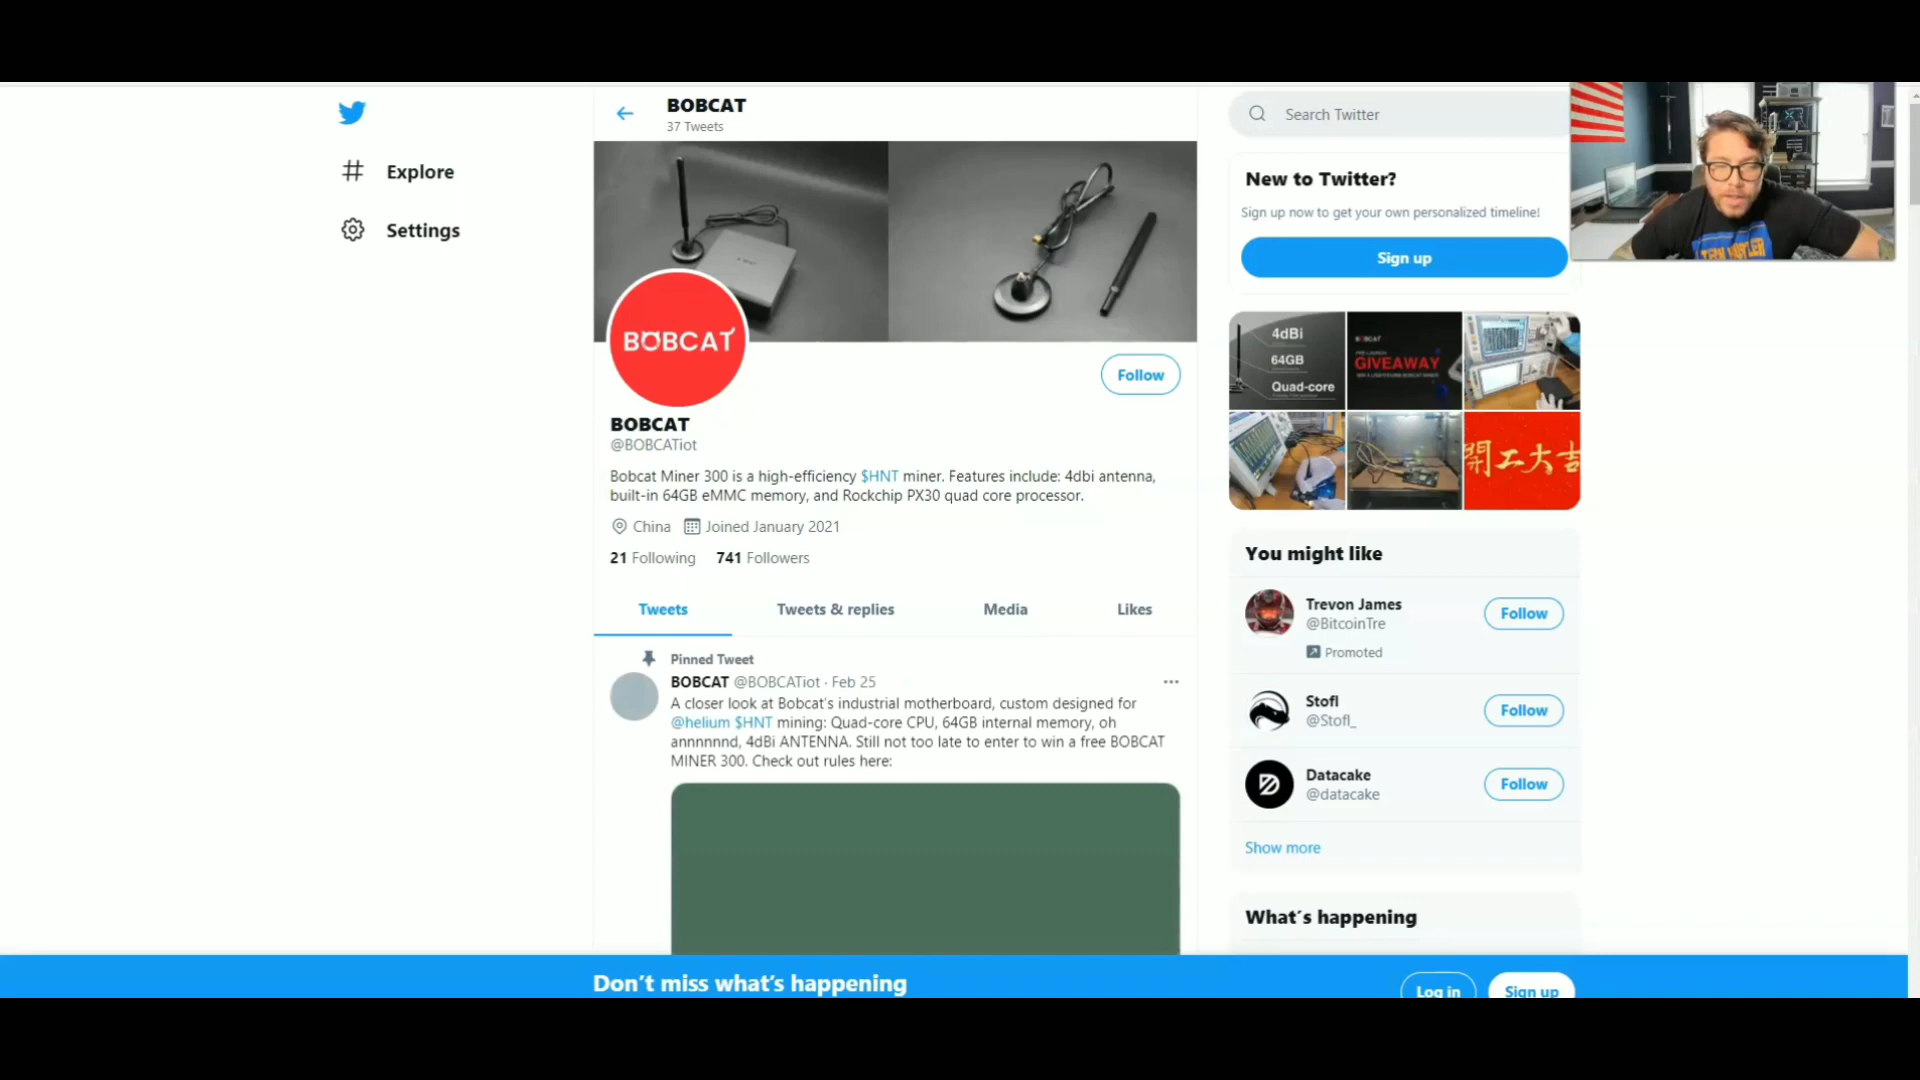 BOBCAT
37 Tweets
Explore
Settings
BOBCAT
Follow
BOBCAT
@BOBCATiot
Bobcat Miner 300 is a high-efficiency $HNT miner. Features include: 4dbi antenna,
built-in 64GB eMMC memory, and Rockchip PX30 quad core processor.
China Joined January 2021
21 Following 741 Followers
Tweets Tweets & replies Media Likes
Pinned Tweet
BOBCAT @BOBCATiot · Feb 25
A closer look at Bobcat's industrial motherboard, custom designed for
@helium $HNT mining: Quad-core CPU, 64GB internal memory, oh
annnnnnd, 4dBi ANTENNA. Still not too late to enter to win a free BOBCAT
MINER 300. Check out rules here:
Search Twitter
New to Twitter?
Sign up now to get your own personalized timeline!
Sign up
4dBi
64GB
Quad-core
BOBCAT
GIVEAWAY
開工大吉
You might like
Trevon James
@BitcoinTre
Promoted
Follow
Stofl
@Stofl_
Follow
Datacake
@datacake
Follow
Show more
What's happening
Don't miss what's happening
Log in
Sign up